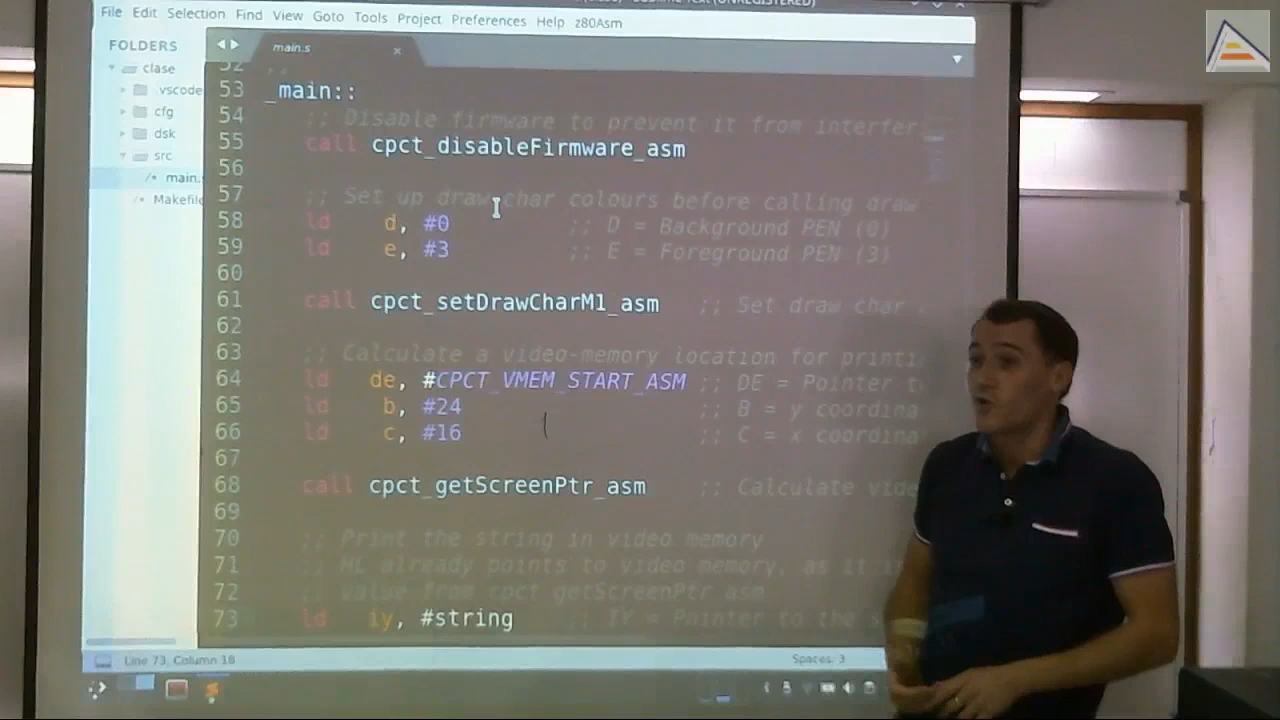 Sublime Text (UNREGISTERED)
File Edit Selection Find View Goto Tools Project Preferences Help z80Asm
FOLDERS
clase
.vscode
cfg
dsk
src
main.
Makefile
main.s
52 ;;
53 _main::
54 ;; Disable firmware to prevent it from interfer
55 call cpct_disableFirmware_asm
56
57 ;; Set up draw char colours before calling draw
58 ld d, #0 ;; D = Background PEN (0)
59 ld e, #3 ;; E = Foreground PEN (3)
60
61 call cpct_setDrawCharM1_asm ;; Set draw char
62
63 ;; Calculate a video-memory location for printi
64 ld de, #CPCT_VMEM_START_ASM ;; DE = Pointer t
65 ld b, #24 ;; B = y coordina
66 ld c, #16 ;; C = x coordina
67
68 call cpct_getScreenPtr_asm ;; Calculate vide
69
70 ;; Print the string in video memory
71 ;; HL already points to video memory, as it i
72 ;; value from cpct_getScreenPtr_asm
73 ld iy, #string ;; IY = Pointer to the s
Line 73, Column 18
Spaces: 3